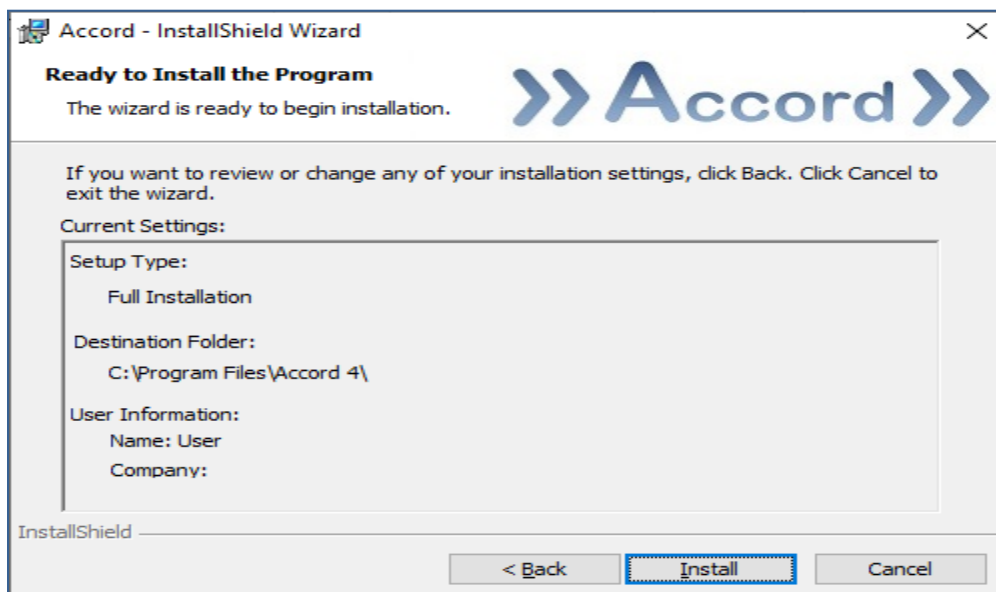 Accord - InstallShield Wizard
Ready to Install the Program
The wizard is ready to begin installation.
Accord
If you want to review or change any of your installation settings, click Back. Click Cancel to
exit the wizard.
Current Settings:
Setup Type:
Full Installation
Destination Folder:
C:\Program Files\Accord 4\
User Information:
Name: User
Company:
InstallShield
< Back
Install
Cancel